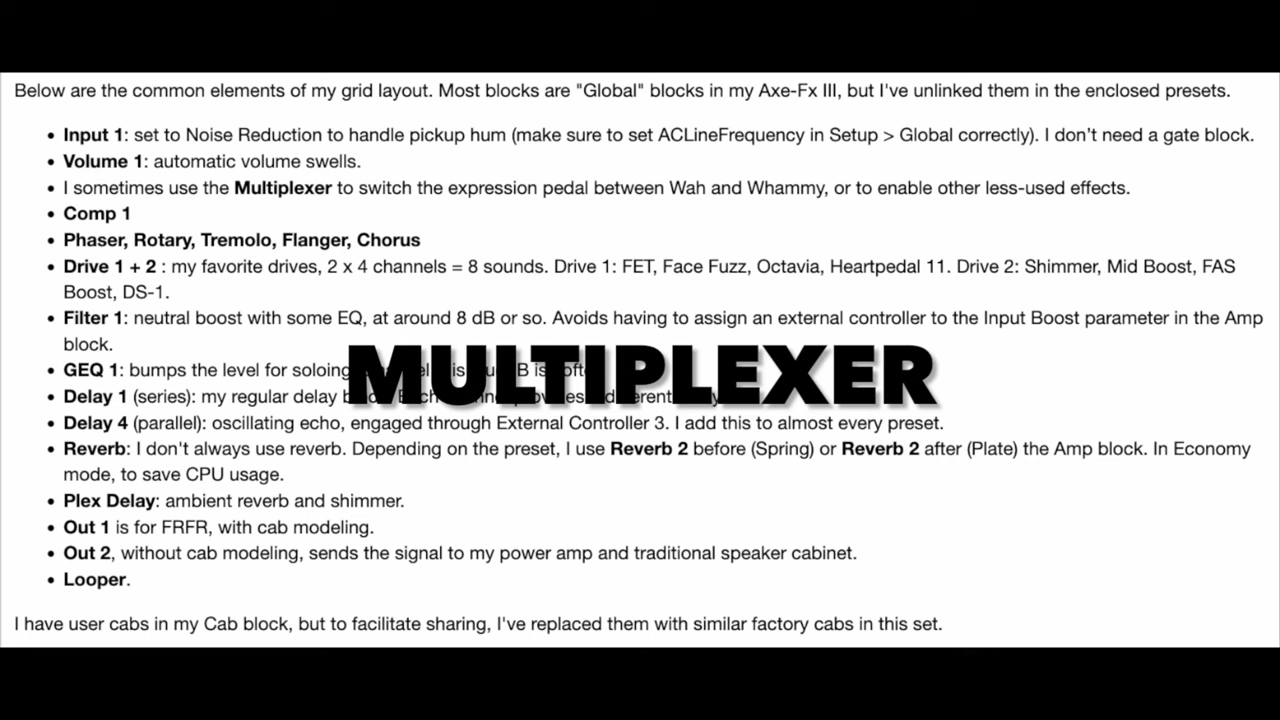 Below are the common elements of my grid layout. Most blocks are "Global" blocks in my Axe-Fx III, but I've unlinked them in the enclosed presets.
• Input 1: set to Noise Reduction to handle pickup hum (make sure to set ACLineFrequency in Setup > Global correctly). I don’t need a gate block.
• Volume 1: automatic volume swells.
• I sometimes use the Multiplexer to switch the expression pedal between Wah and Whammy, or to enable other less-used effects.
• Comp 1
• Phaser, Rotary, Tremolo, Flanger, Chorus
• Drive 1 + 2 : my favorite drives, 2 x 4 channels = 8 sounds. Drive 1: FET, Face Fuzz, Octavia, Heartpedal 11. Drive 2: Shimmer, Mid Boost, FAS
Boost, DS-1.
• Filter 1: neutral boost with some EQ, at around 8 dB or so. Avoids having to assign an external controller to the Input Boost parameter in the Amp
block.
• GEQ 1: bumps the level for soloing
MULTIPLEXER
• Delay 1 (series): my regular delay
• Delay 4 (parallel): oscillating echo, engaged through External Controller 3. I add this to almost every preset.
• Reverb: I don't always use reverb. Depending on the preset, I use Reverb 2 before (Spring) or Reverb 2 after (Plate) the Amp block. In Economy
mode, to save CPU usage.
• Plex Delay: ambient reverb and shimmer.
• Out 1 is for FRFR, with cab modeling.
• Out 2, without cab modeling, sends the signal to my power amp and traditional speaker cabinet.
• Looper.
I have user cabs in my Cab block, but to facilitate sharing, I've replaced them with similar factory cabs in this set.